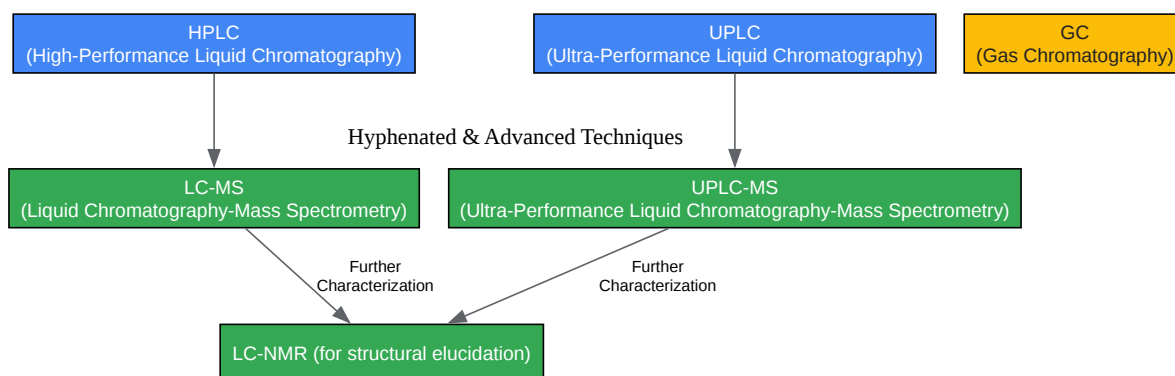 HPLC
(High-Performance Liquid Chromatography)
UPLC
(Ultra-Performance Liquid Chromatography)
GC
(Gas Chromatography)
Hyphenated & Advanced Techniques
LC-MS
(Liquid Chromatography-Mass Spectrometry)
UPLC-MS
(Ultra-Performance Liquid Chromatography-Mass Spectrometry)
Further
Characterization
Further
Characterization
LC-NMR (for structural elucidation)